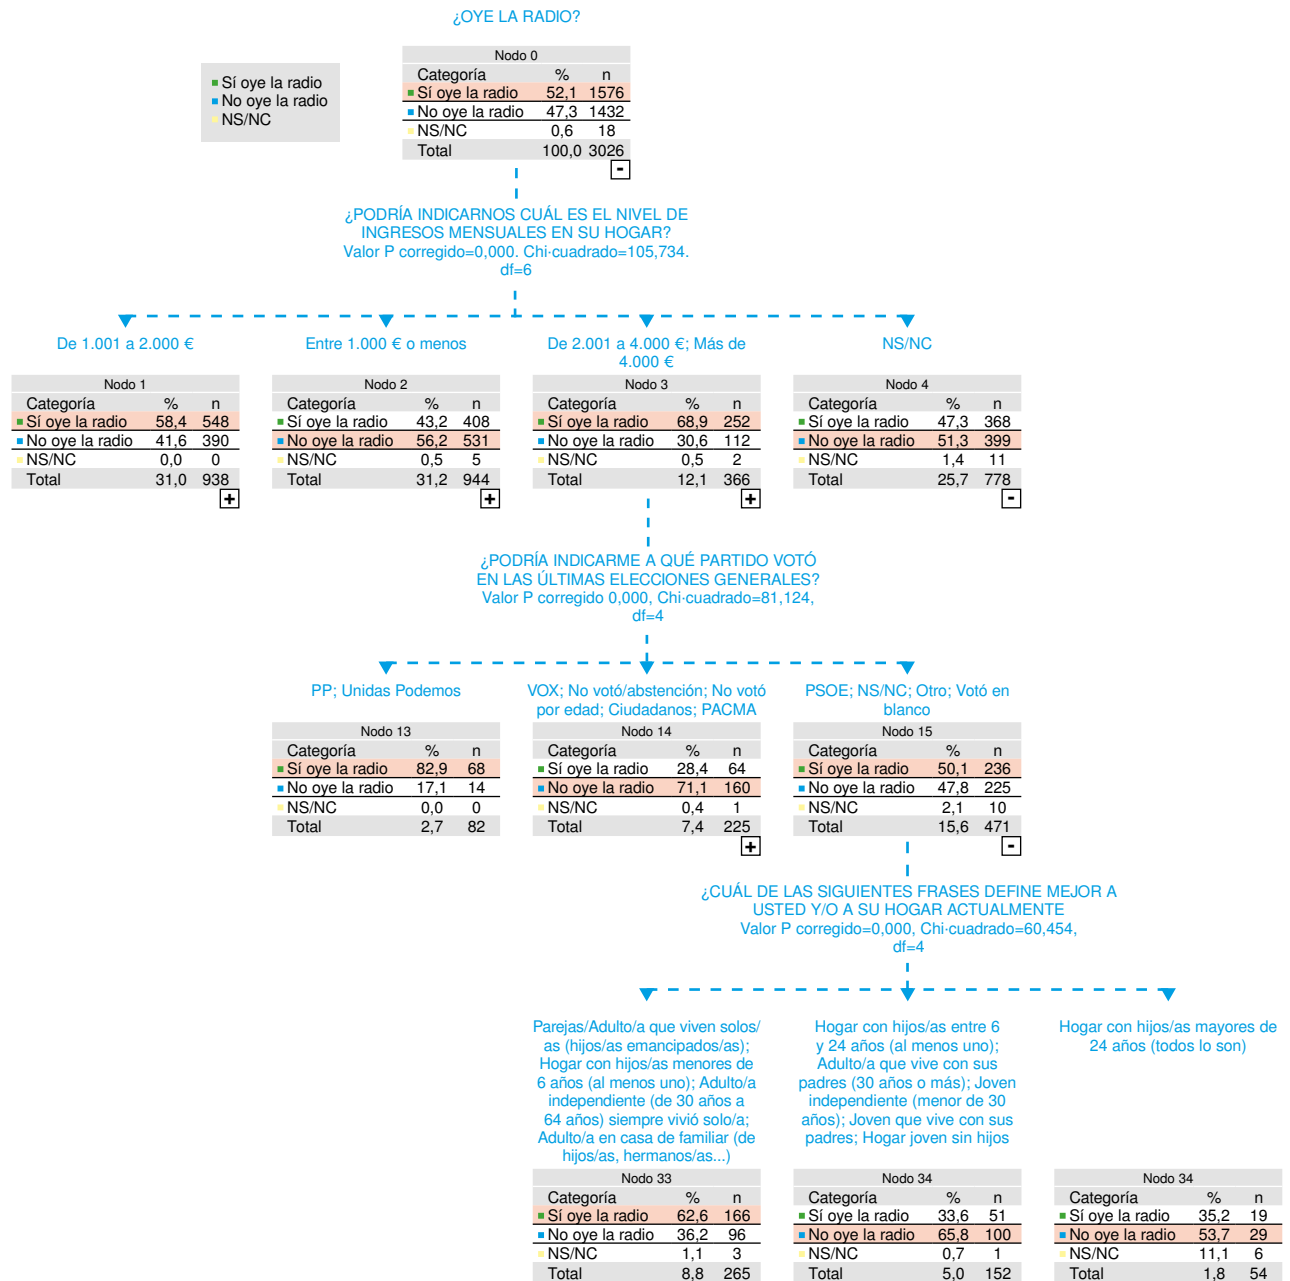 ¿OYE LA RADIO?
Sí oye la radio
No oye la radio
NS/NC
Nodo 0
Categoría % n
Sí oye la radio 52,1 1576
No oye la radio 47,3 1432
NS/NC 0,6 18
Total 100,0 3026
-
¿PODRÍA INDICARNOS CUÁL ES EL NIVEL DE
INGRESOS MENSUALES EN SU HOGAR?
Valor P corregido=0,000. Chi-cuadrado=105,734.
df=6
De 1.001 a 2.000 €
Nodo 1
Categoría % n
Sí oye la radio 58,4 548
No oye la radio 41,6 390
NS/NC 0,0 0
Total 31,0 938
+
Entre 1.000 € o menos
Nodo 2
Categoría % n
Sí oye la radio 43,2 408
No oye la radio 56,2 531
NS/NC 0,5 5
Total 31,2 944
+
De 2.001 a 4.000 €; Más de
4.000 €
Nodo 3
Categoría % n
Sí oye la radio 68,9 252
No oye la radio 30,6 112
NS/NC 0,5 2
Total 12,1 366
+
NS/NC
Nodo 4
Categoría % n
Sí oye la radio 47,3 368
No oye la radio 51,3 399
NS/NC 1,4 11
Total 25,7 778
-
¿PODRÍA INDICARME A QUÉ PARTIDO VOTÓ
EN LAS ÚLTIMAS ELECCIONES GENERALES?
Valor P corregido 0,000, Chi-cuadrado=81,124,
df=4
PP; Unidas Podemos
Nodo 13
Categoría % n
Sí oye la radio 82,9 68
No oye la radio 17,1 14
NS/NC 0,0 0
Total 2,7 82
VOX; No votó/abstención; No votó
por edad; Ciudadanos; PACMA
Nodo 14
Categoría % n
Sí oye la radio 28,4 64
No oye la radio 71,1 160
NS/NC 0,4 1
Total 7,4 225
+
PSOE; NS/NC; Otro; Votó en
blanco
Nodo 15
Categoría % n
Sí oye la radio 50,1 236
No oye la radio 47,8 225
NS/NC 2,1 10
Total 15,6 471
-
¿CUÁL DE LAS SIGUIENTES FRASES DEFINE MEJOR A
USTED Y/O A SU HOGAR ACTUALMENTE
Valor P corregido=0,000, Chi-cuadrado=60,454,
df=4
Parejas/Adulto/a que viven solos/
as (hijos/as emancipados/as);
Hogar con hijos/as menores de
6 años (al menos uno); Adulto/a
independiente (de 30 años a
64 años) siempre vivió solo/a;
Adulto/a en casa de familiar (de
hijos/as, hermanos/as...)
Nodo 33
Categoría % n
Sí oye la radio 62,6 166
No oye la radio 36,2 96
NS/NC 1,1 3
Total 8,8 265
Hogar con hijos/as entre 6
y 24 años (al menos uno);
Adulto/a que vive con sus
padres (30 años o más); Joven
independiente (menor de 30
años); Joven que vive con sus
padres; Hogar joven sin hijos
Nodo 34
Categoría % n
Sí oye la radio 33,6 51
No oye la radio 65,8 100
NS/NC 0,7 1
Total 5,0 152
Hogar con hijos/as mayores de
24 años (todos lo son)
Nodo 34
Categoría % n
Sí oye la radio 35,2 19
No oye la radio 53,7 29
NS/NC 11,1 6
Total 1,8 54